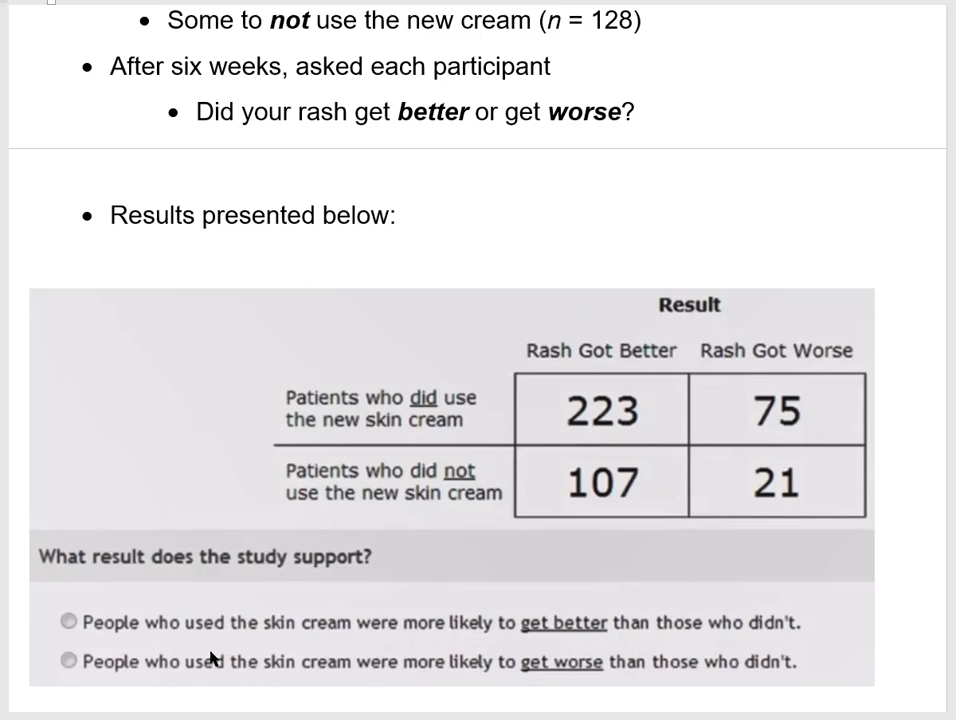 • Some to not use the new cream (n = 128)
• After six weeks, asked each participant
• Did your rash get better or get worse?
• Results presented below:
Result
Rash Got Better Rash Got Worse
Patients who did use
the new skin cream
223 75
Patients who did not
use the new skin cream
107 21
What result does the study support?
People who used the skin cream were more likely to get better than those who didn't.
People who used the skin cream were more likely to get worse than those who didn't.